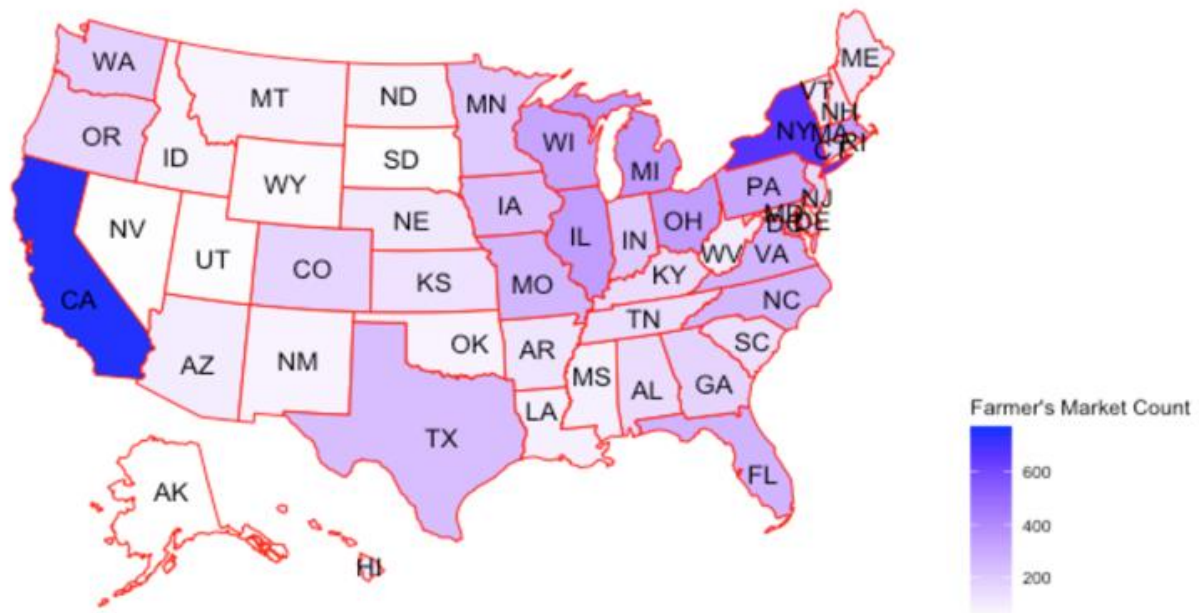 WA
MT
ND
MN
ME
VT
NH
OR
ID
SD
WI
MI
NY
MA
RI
CT
WY
NE
IA
PA
NJ
NV
UT
CO
KS
IL
IN
OH
MD
DC
DE
WV
VA
CA
MO
KY
NC
AZ
NM
OK
AR
TN
SC
MS
AL
GA
LA
TX
FL
AK
HI
Farmer's Market Count
600
400
200